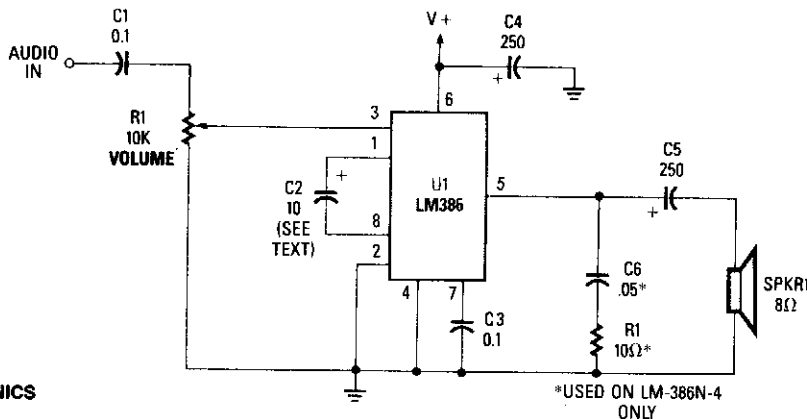 C1
0.1
AUDIO
IN
R1
10K
VOLUME
V+
C4
250
+
6
3
1
C2
10
(SEE
TEXT)
+
8
2
U1
LM386
5
4
7
C3
0.1
C5
250
+
C6
.05*
R1
10Ω*
SPKR1
8Ω
*USED ON LM-386N-4
ONLY
NICS